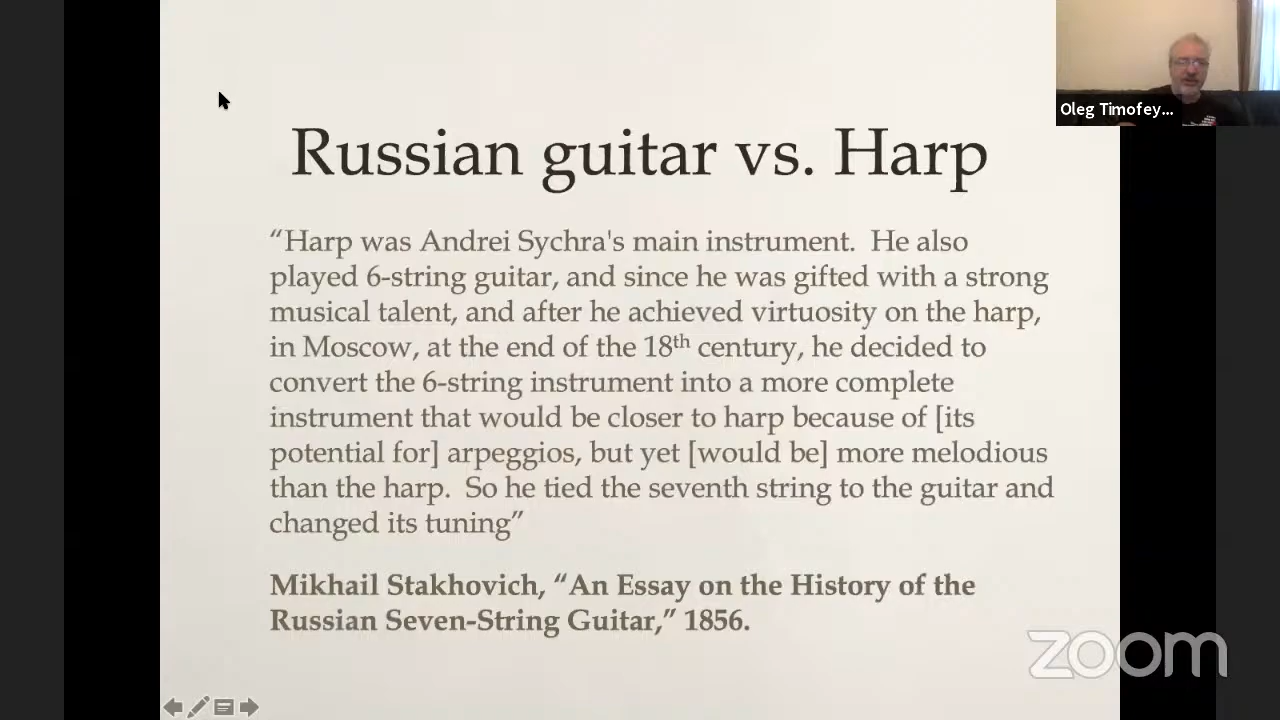 Oleg Timofey...
Russian guitar vs. Harp
“Harp was Andrei Sychra's main instrument.  He also
played 6-string guitar, and since he was gifted with a strong
musical talent, and after he achieved virtuosity on the harp,
in Moscow, at the end of the 18th century, he decided to
convert the 6-string instrument into a more complete
instrument that would be closer to harp because of [its
potential for] arpeggios, but yet [would be] more melodious
than the harp.  So he tied the seventh string to the guitar and
changed its tuning”
Mikhail Stakhovich, “An Essay on the History of the
Russian Seven-String Guitar,” 1856.
zoom